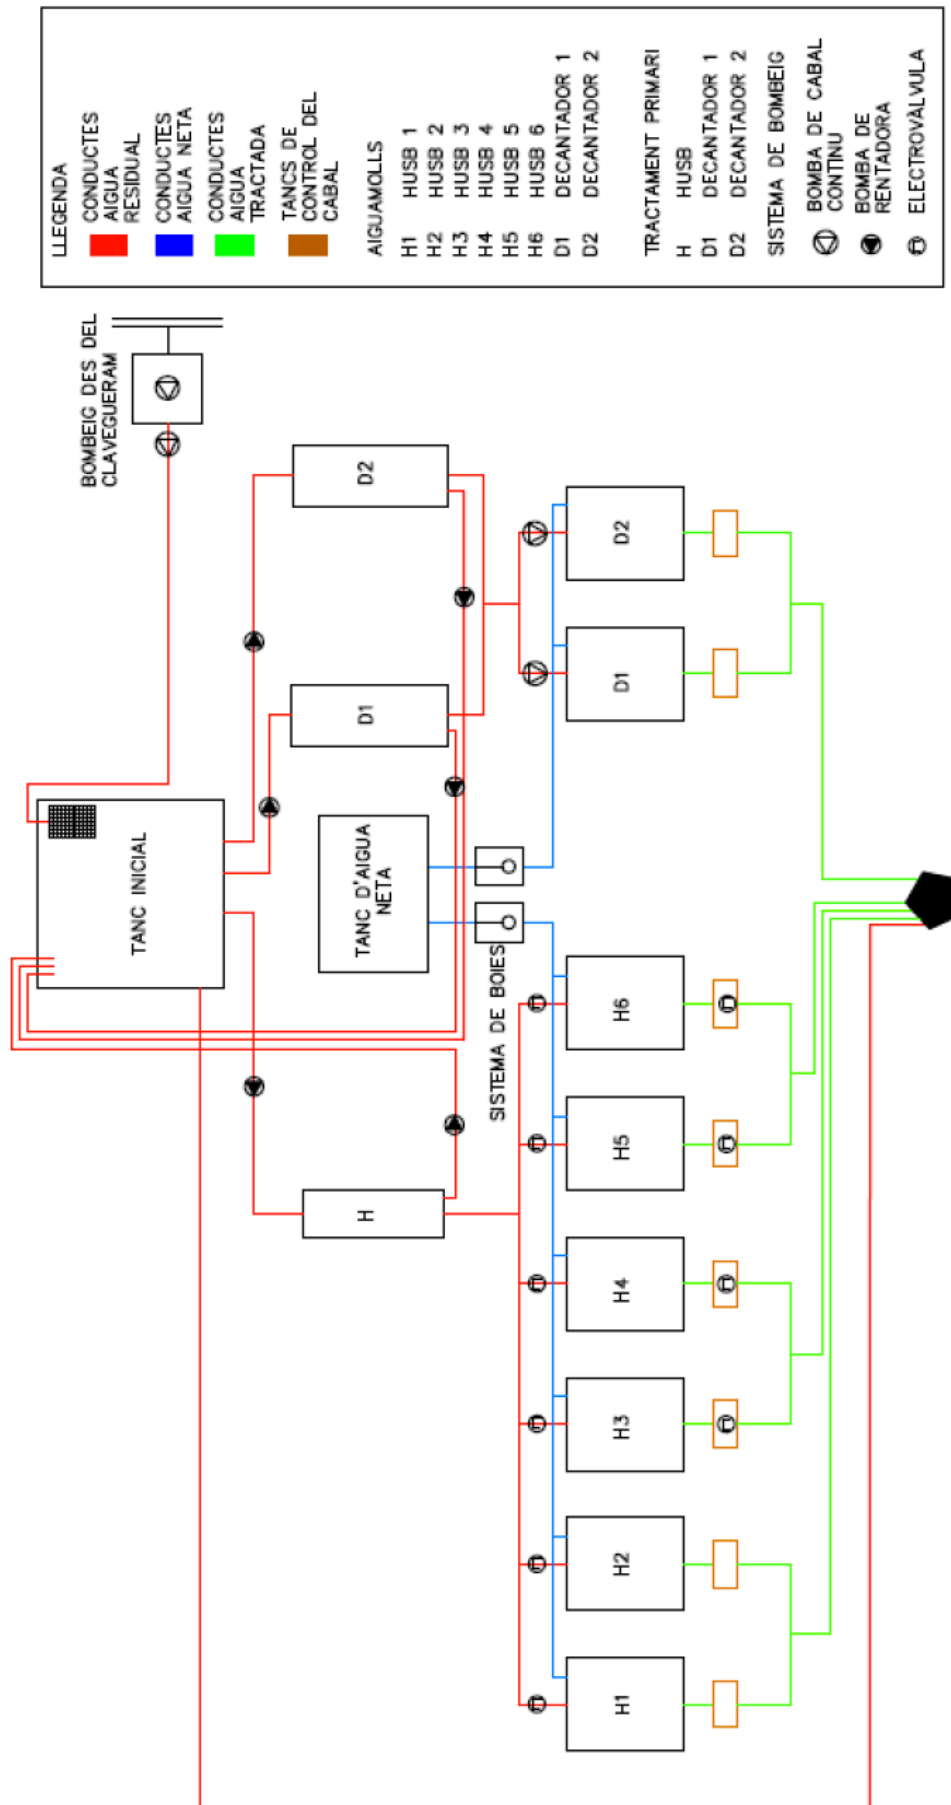 LLEGENDA
CONDUCTES
AIGUA
RESIDUAL
CONDUCTES
AIGUA NETA
CONDUCTES
AIGUA
TRACTADA
TANCS DE
CONTROL DEL
CABAL
AIGUAMOLLS
H1 HUSB 1
H2 HUSB 2
H3 HUSB 3
H4 HUSB 4
H5 HUSB 5
H6 HUSB 6
D1 DECANTADOR 1
D2 DECANTADOR 2
TRACTAMENT PRIMARI
H HUSB
D1 DECANTADOR 1
D2 DECANTADOR 2
SISTEMA DE BOMBEIG
BOMBA DE CABAL
CONTINU
BOMBA DE
RENTADORA
ELECTROVÀLVULA
BOMBEIG DES DEL
CLAVEGUERAM
TANC INICIAL
D2
D1
TANC D'AIGUA
NETA
H
SISTEMA DE BOIES
H1
H2
H3
H4
H5
H6
D1
D2